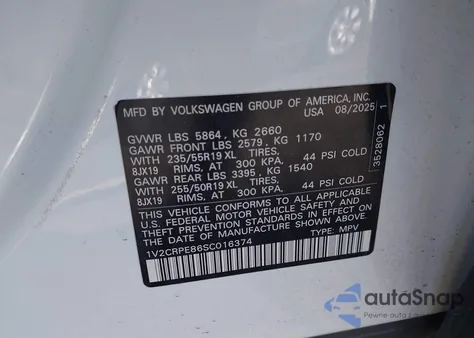 MFD BY VOLKSWAGEN GROUP OF AMERICA, INC.
USA 08/2025
GVWR LBS 5864, KG 2660
GAWR FRONT LBS 2579, KG 1170
WITH 235/55R19 XL TIRES,
8JX19 RIMS, AT 300 KPA, 44 PSI COLD
GAWR REAR LBS 3395, KG 1540
WITH 255/50R19 XL TIRES,
8JX19 RIMS, AT 300 KPA, 44 PSI COLD
THIS VEHICLE CONFORMS TO ALL APPLICABLE
U.S. FEDERAL MOTOR VEHICLE SAFETY, BUMPER, AND
THEFT PREVENTION STANDARDS IN EFFECT ON THE
DATE OF MANUFACTURE SHOWN ABOVE.
1V2CRPE86SC016374 TYPE: MPV
3528062 1
autoSnap